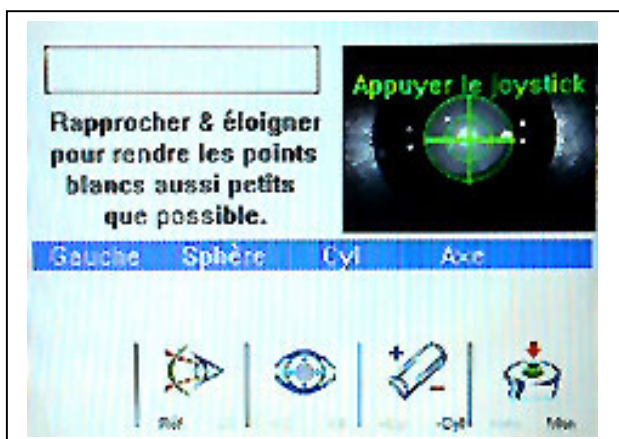 Appuyer le joystick
Rapprocher & éloigner
pour rendre les points
blancs aussi petits
que possible.
Gauche Sphère Cyl Axe
Réf -Cyl Man